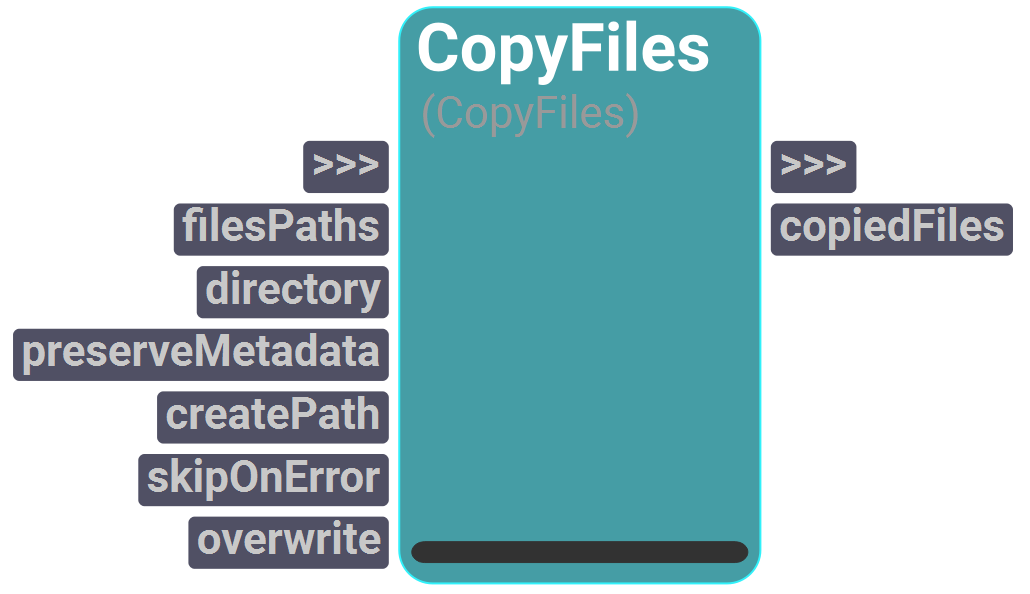 CopyFiles
(CopyFiles)
>>>
>>>
filesPaths
copiedFiles
directory
preserveMetadata
createPath
skipOnError
overwrite